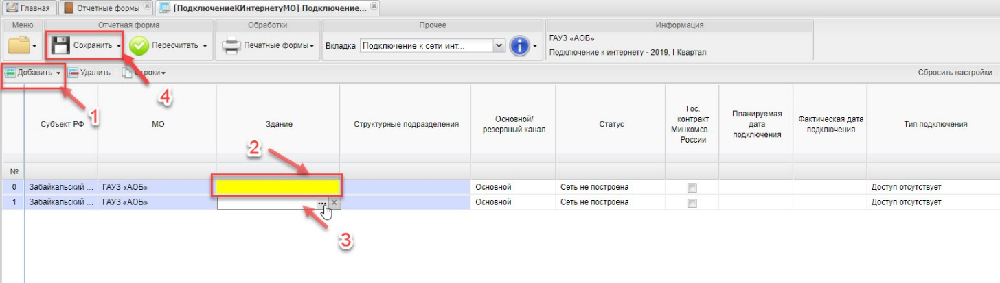 Главная
Отчетные формы
[ПодключениеКИнтернетуМО] Подключение...
Меню
Отчетная форма
Обработки
Прочее
Информация
Сохранить
Пересчитать
Печатные формы
Вкладка
Подключение к сети инт...
ГАУЗ «АОБ»
Подключение к интернету - 2019, I Квартал
Добавить
Удалить
Строки
Сбросить настройки
4
1
Субъект РФ
МО
Здание
Структурные подразделения
Основной/
резервный канал
Статус
Гос.
контракт
Минкомсв...
России
Планируемая
дата
подключения
Фактическая дата
подключения
Тип подключения
2
№
0 Забайкальский ... ГАУЗ «АОБ» Основной Сеть не построена Доступ отсутствует
1 Забайкальский ... ГАУЗ «АОБ» ... Основной Сеть не построена Доступ отсутствует
3